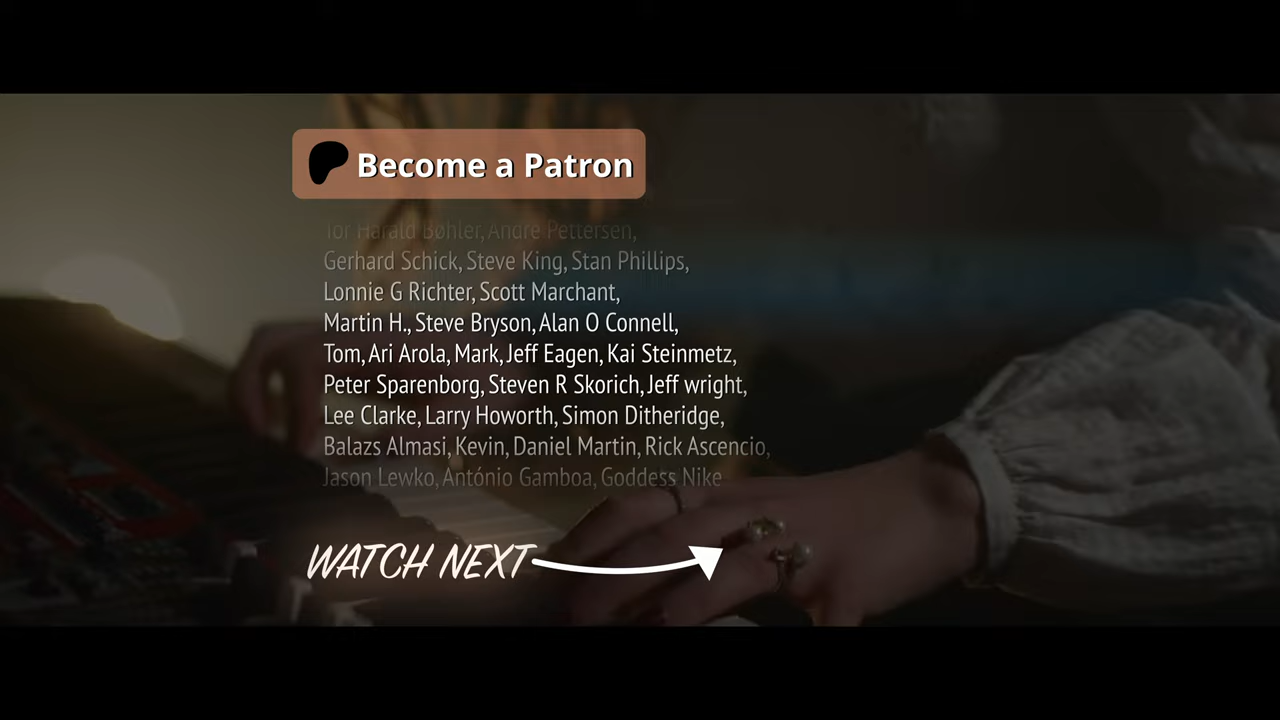 Become a Patron
Tor Harald Bøhler, Andre Pettersen,
Gerhard Schick, Steve King, Stan Phillips,
Lonnie G Richter, Scott Marchant,
Martin H., Steve Bryson, Alan O Connell,
Tom, Ari Arola, Mark, Jeff Eagen, Kai Steinmetz,
Peter Sparenborg, Steven R Skorich, Jeff wright,
Lee Clarke, Larry Howorth, Simon Ditheridge,
Balazs Almasi, Kevin, Daniel Martin, Rick Ascencio,
Jason Lewko, António Gamboa, Goddess Nike
WATCH NEXT